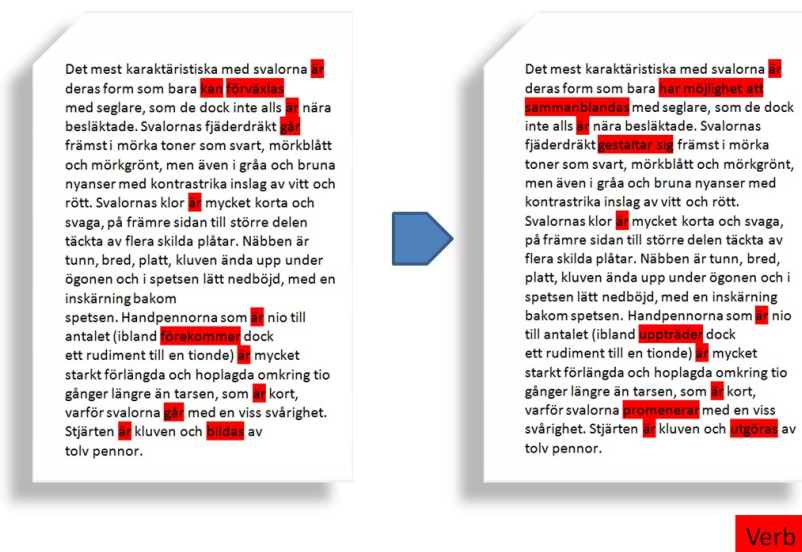 Det mest karaktäristiska med svalorna är
deras form som bara kan förväxlas
med seglare, som de dock inte alls är nära
besläktade. Svalornas fjäderdräkt går
främst i mörka toner som svart, mörkblått
och mörkgrönt, men även i gråa och bruna
nyanser med kontrastrika inslag av vitt och
rött. Svalornas klor är mycket korta och
svaga, på främre sidan till större delen
täckta av flera skilda plåtar. Näbben är
tunn, bred, platt, kluven ända upp under
ögonen och i spetsen lätt nedböjd, med en
inskärning bakom
spetsen. Handpennorna som är nio till
antalet (ibland förekommer dock
ett rudiment till en tionde) är mycket
starkt förlängda och hoplagda omkring tio
gånger längre än tarsen, som är kort,
varför svalorna går med en viss svårighet.
Stjärten är kluven och bildas av
tolv pennor.
Det mest karaktäristiska med svalorna är
deras form som bara har möjlighet att
sammanblandas med seglare, som de dock
inte alls är nära besläktade. Svalornas
fjäderdräkt gestaltar sig främst i mörka
toner som svart, mörkblått och mörkgrönt,
men även i gråa och bruna nyanser med
kontrastrika inslag av vitt och rött.
Svalornas klor är mycket korta och svaga,
på främre sidan till större delen täckta av
flera skilda plåtar. Näbben är tunn, bred,
platt, kluven ända upp under ögonen och i
spetsen lätt nedböjd, med en inskärning
bakom spetsen. Handpennorna som är nio
till antalet (ibland uppträder dock
ett rudiment till en tionde) är mycket
starkt förlängda och hoplagda omkring tio
gånger längre än tarsen, som är kort,
varför svalorna promenerar med en viss
svårighet. Stjärten är kluven och utgöras av
tolv pennor.
Verb